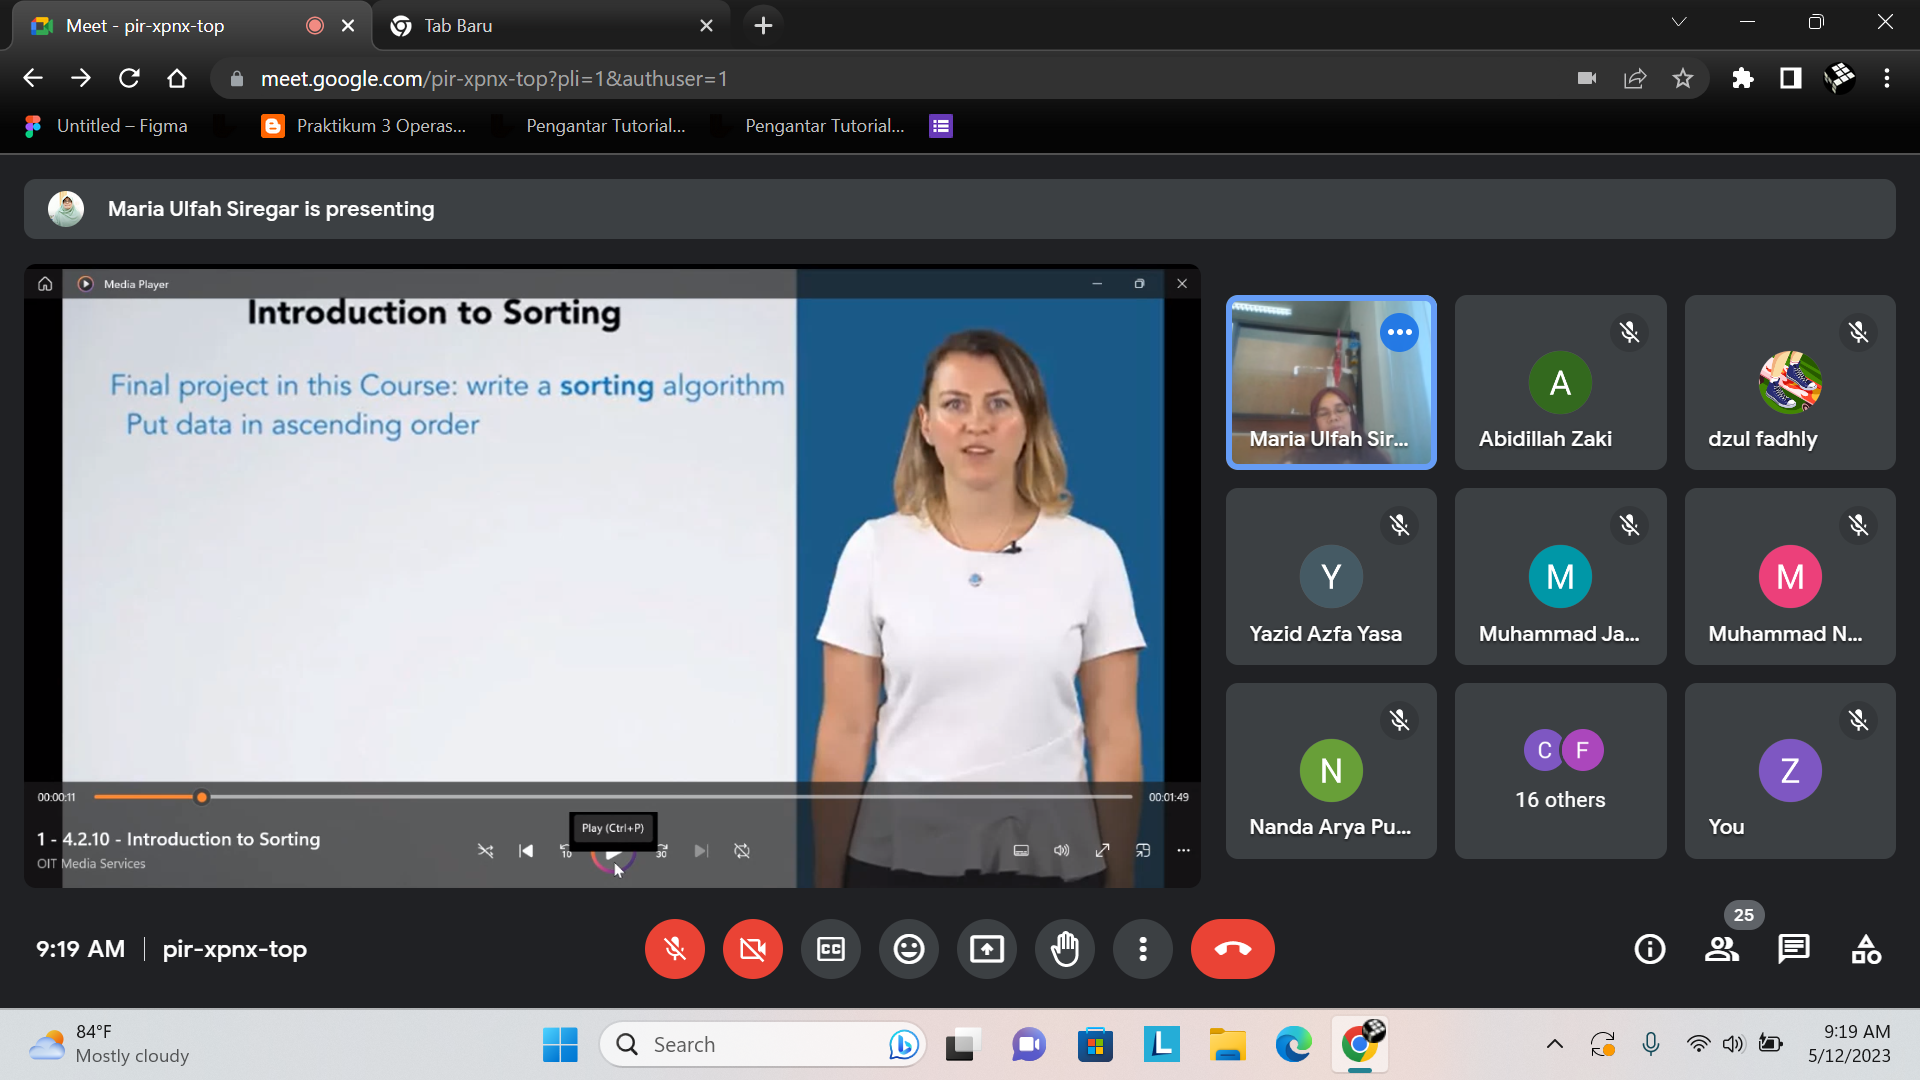 Meet - pir-xpnx-top
Tab Baru
meet.google.com/pir-xpnx-top?pli=1&authuser=1
Untitled – Figma
Praktikum 3 Operas...
Pengantar Tutorial...
Pengantar Tutorial...
Maria Ulfah Siregar is presenting
Media Player
Introduction to Sorting
Final project in this Course: write a sorting algorithm
Put data in ascending order
00:00:11
00:01:49
Play (Ctrl+P)
1 - 4.2.10 - Introduction to Sorting
OIT Media Services
10
30
Maria Ulfah Sir...
A
Abidillah Zaki
dzul fadhly
Y
Yazid Azfa Yasa
M
Muhammad Ja...
M
Muhammad N...
N
Nanda Arya Pu...
C F
16 others
Z
You
9:19 AM
pir-xpnx-top
CC
25
84°F
Mostly cloudy
Search
L
9:19 AM
5/12/2023